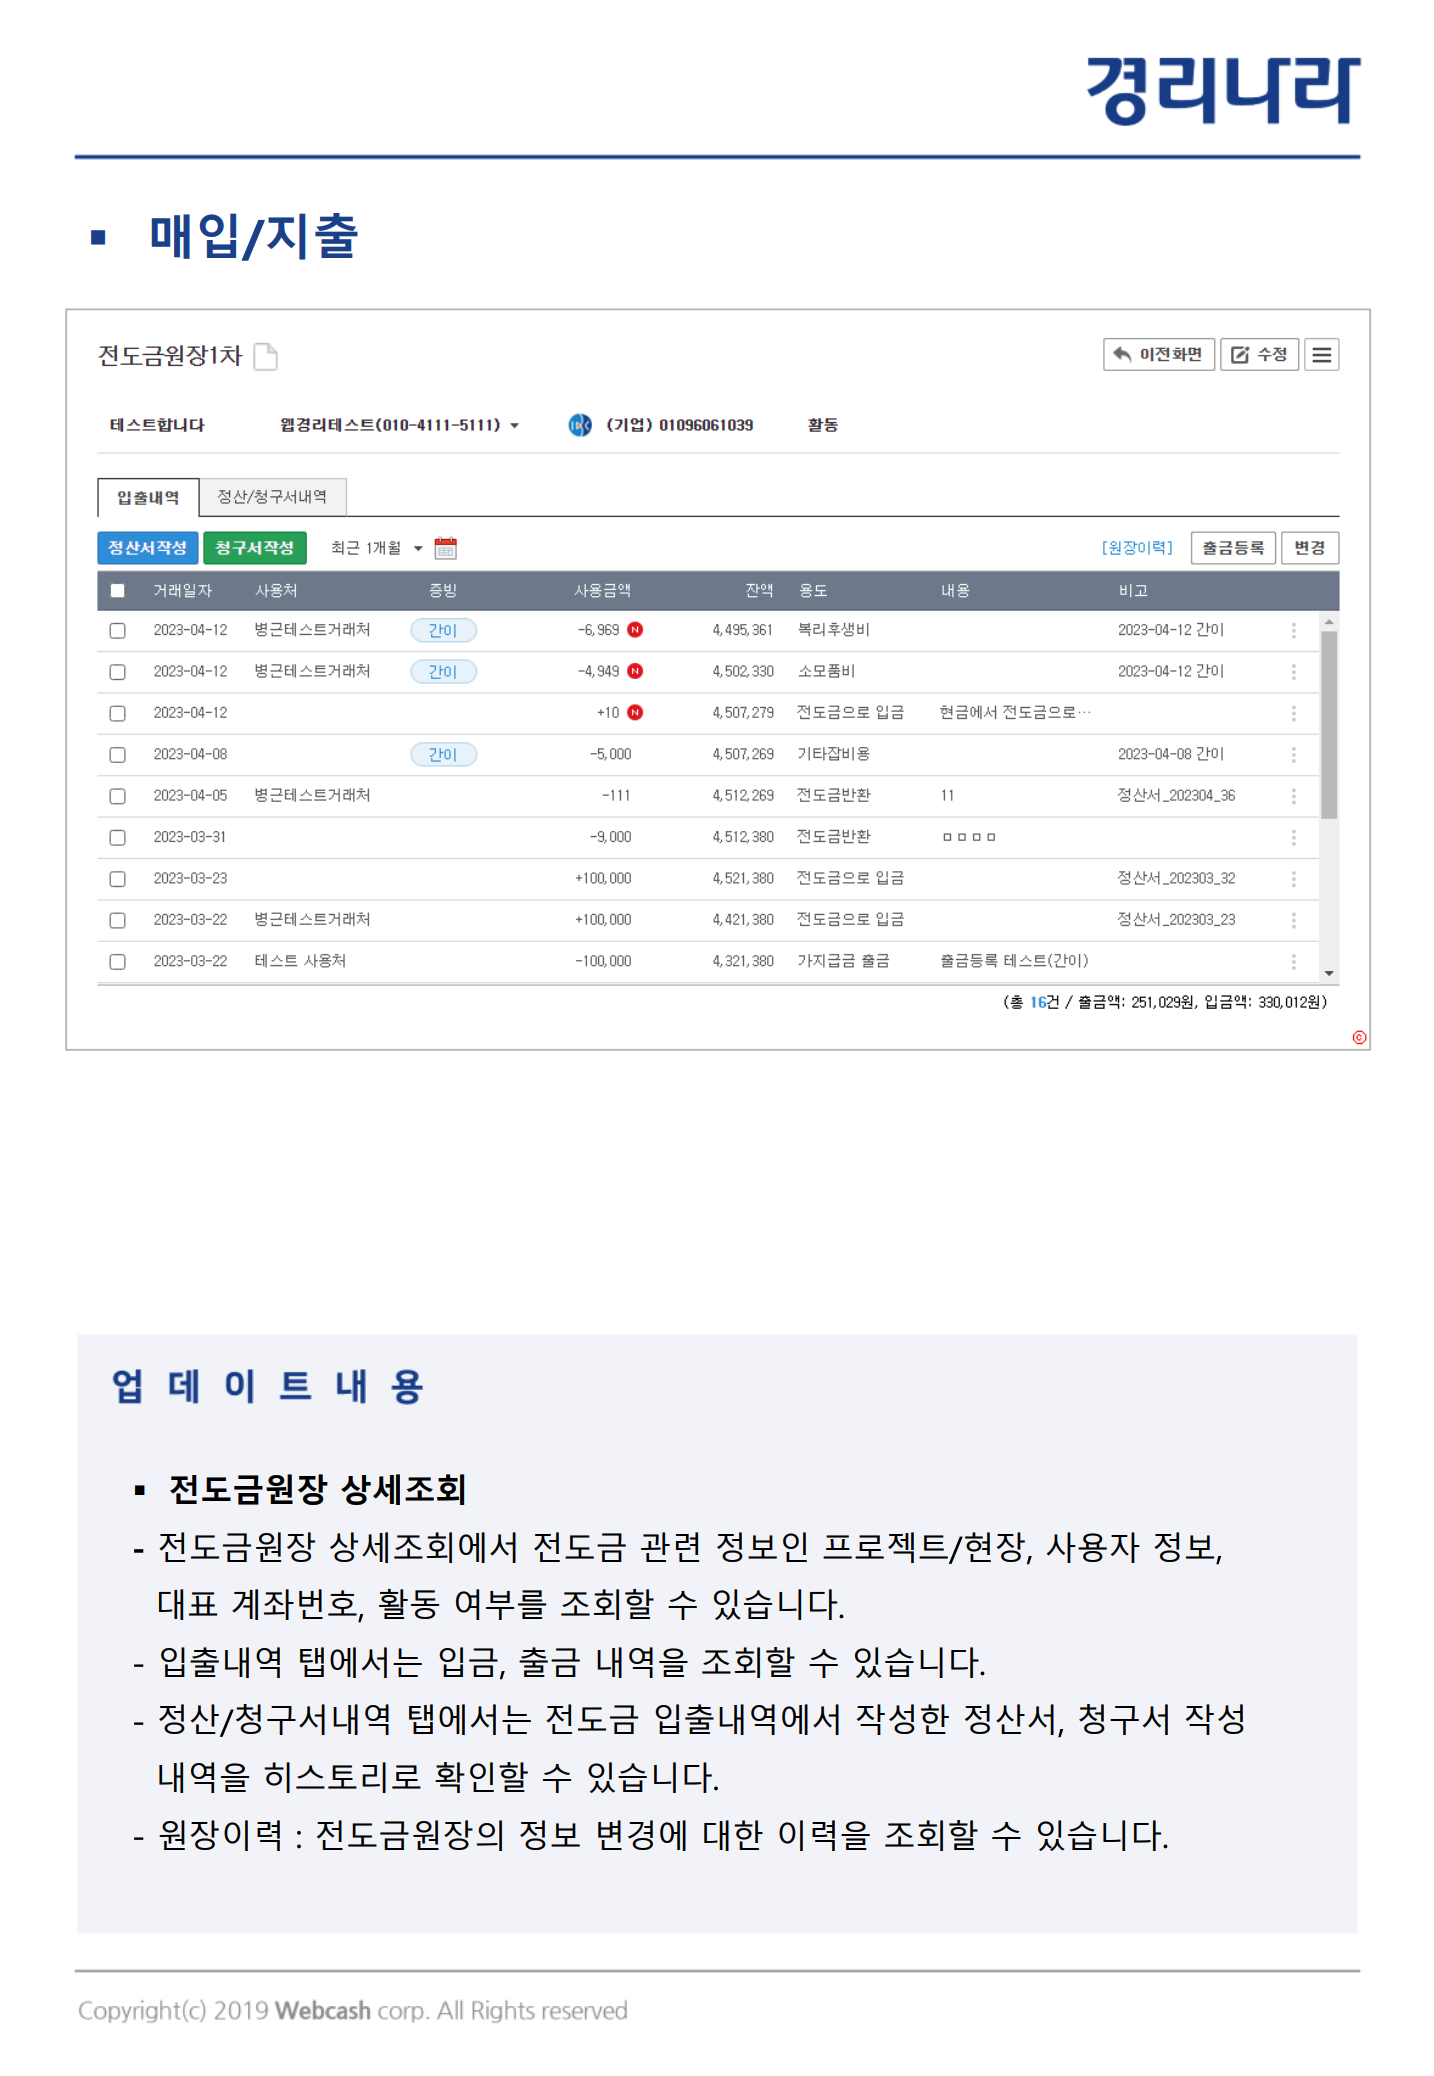 경리나라
▪ 매입/지출
전도금원장1차
이전화면 수정
테스트합니다 웹경리테스트(010-4111-5111) (기업) 01096061039 활동
입출내역 정산/청구서내역
정산서작성 청구서작성 최근 1개월 [원장이력] 출금등록 변경
거래일자 사용처 증빙 사용금액 잔액 용도 내용 비고
2023-04-12 병근테스트거래처 간이 -6,969 N 4,495,361 복리후생비 2023-04-12 간이
2023-04-12 병근테스트거래처 간이 -4,949 N 4,502,330 소모품비 2023-04-12 간이
2023-04-12 +10 N 4,507,279 전도금으로 입금 현금에서 전도금으로…
2023-04-08 간이 -5,000 4,507,269 기타잡비용 2023-04-08 간이
2023-04-05 병근테스트거래처 -111 4,512,269 전도금반환 11 정산서_202304_36
2023-03-31 -9,000 4,512,380 전도금반환 ㅁㅁㅁㅁ
2023-03-23 +100,000 4,521,380 전도금으로 입금 정산서_202303_32
2023-03-22 병근테스트거래처 +100,000 4,421,380 전도금으로 입금 정산서_202303_23
2023-03-22 테스트 사용처 -100,000 4,321,380 가지급금 출금 출금등록 테스트(간이)
(총 16건 / 출금액: 251,029원, 입금액: 330,012원)
ⓒ
업데이트내용
▪ 전도금원장 상세조회
- 전도금원장 상세조회에서 전도금 관련 정보인 프로젝트/현장, 사용자 정보,
대표 계좌번호, 활동 여부를 조회할 수 있습니다.
- 입출내역 탭에서는 입금, 출금 내역을 조회할 수 있습니다.
- 정산/청구서내역 탭에서는 전도금 입출내역에서 작성한 정산서, 청구서 작성
내역을 히스토리로 확인할 수 있습니다.
- 원장이력 : 전도금원장의 정보 변경에 대한 이력을 조회할 수 있습니다.
Copyright(c) 2019 Webcash corp. All Rights reserved